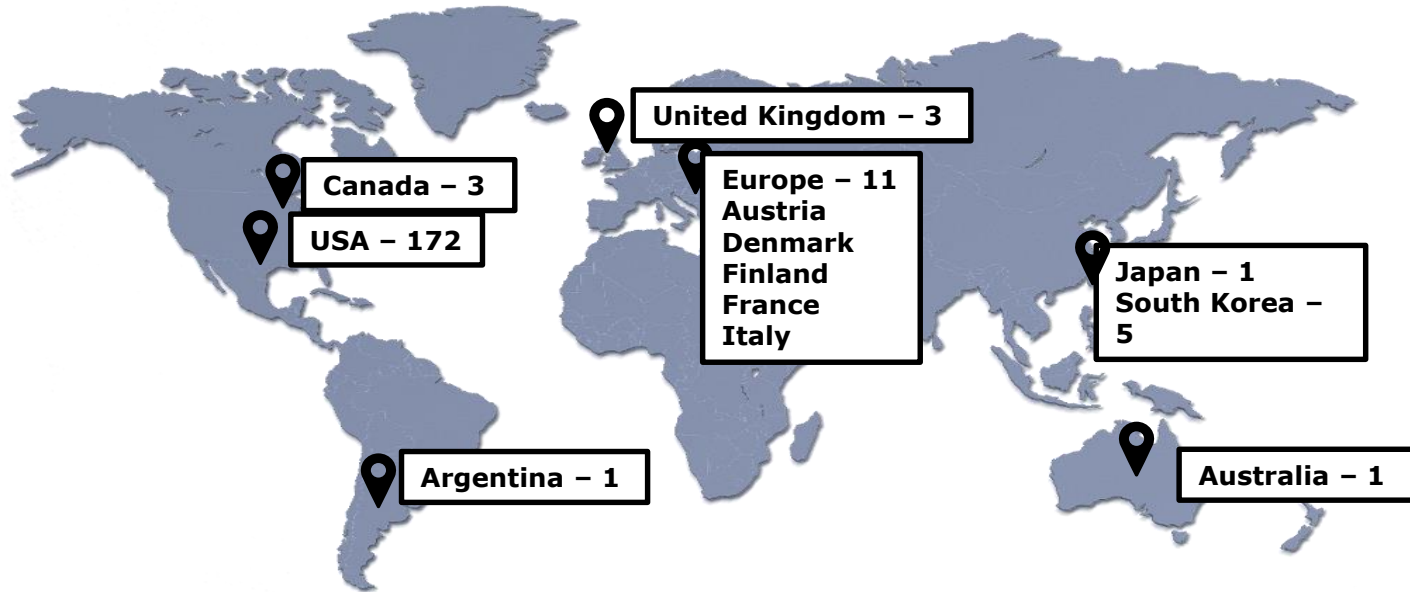 United Kingdom – 3
Canada – 3
USA – 172
Europe – 11
Austria
Denmark
Finland
France
Italy
Japan – 1
South Korea –
5
Argentina – 1
Australia – 1